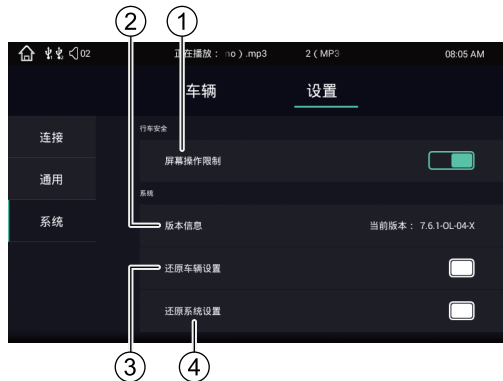 ① ②
02 正在播放： no ) .mp3 2 ( MP3 08:05 AM
车辆 设置
行车安全
连接
屏幕操作限制
通用
系统
系统
版本信息 当前版本： 7.6.1-OL-04-X
还原车辆设置
还原系统设置
③ ④